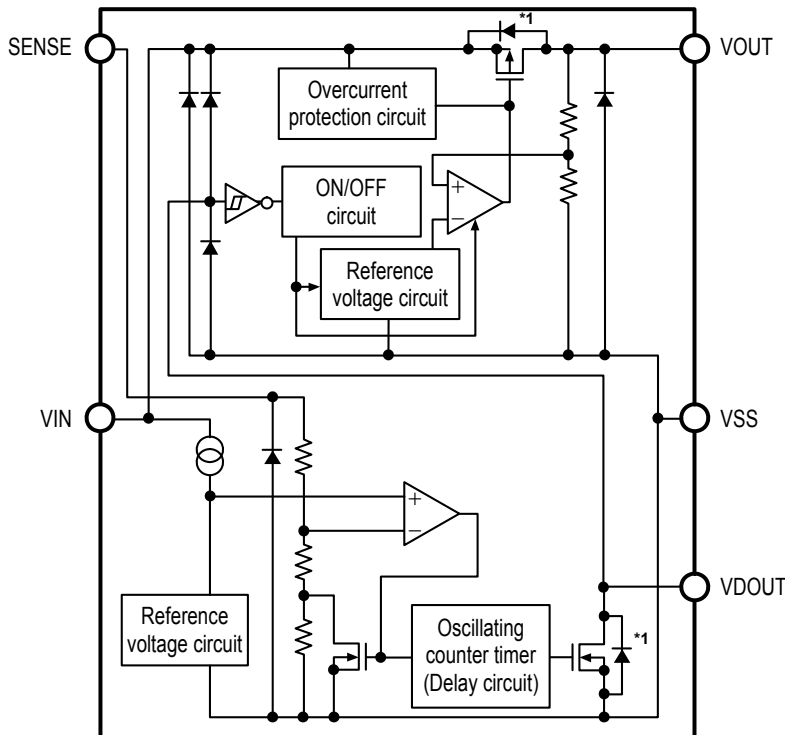 SENSE
*1
VOUT
Overcurrent
protection circuit
ON/OFF
circuit
+
−
Reference
voltage circuit
VIN
VSS
+
−
VDOUT
Reference
voltage circuit
Oscillating
counter timer
(Delay circuit)
*1